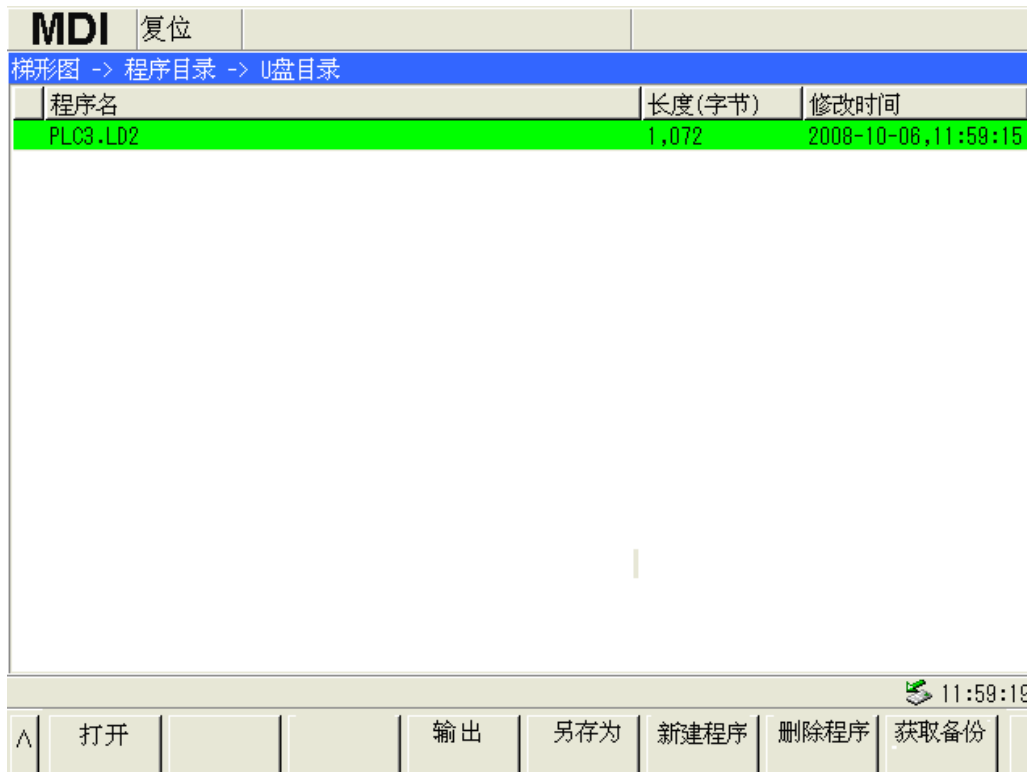 MDI 复位
梯形图 -> 程序目录 -> U盘目录
程序名 长度(字节) 修改时间
PLC3.LD2 1,072 2008-10-06,11:59:15
11:59:19
^ 打开 输出 另存为 新建程序 删除程序 获取备份